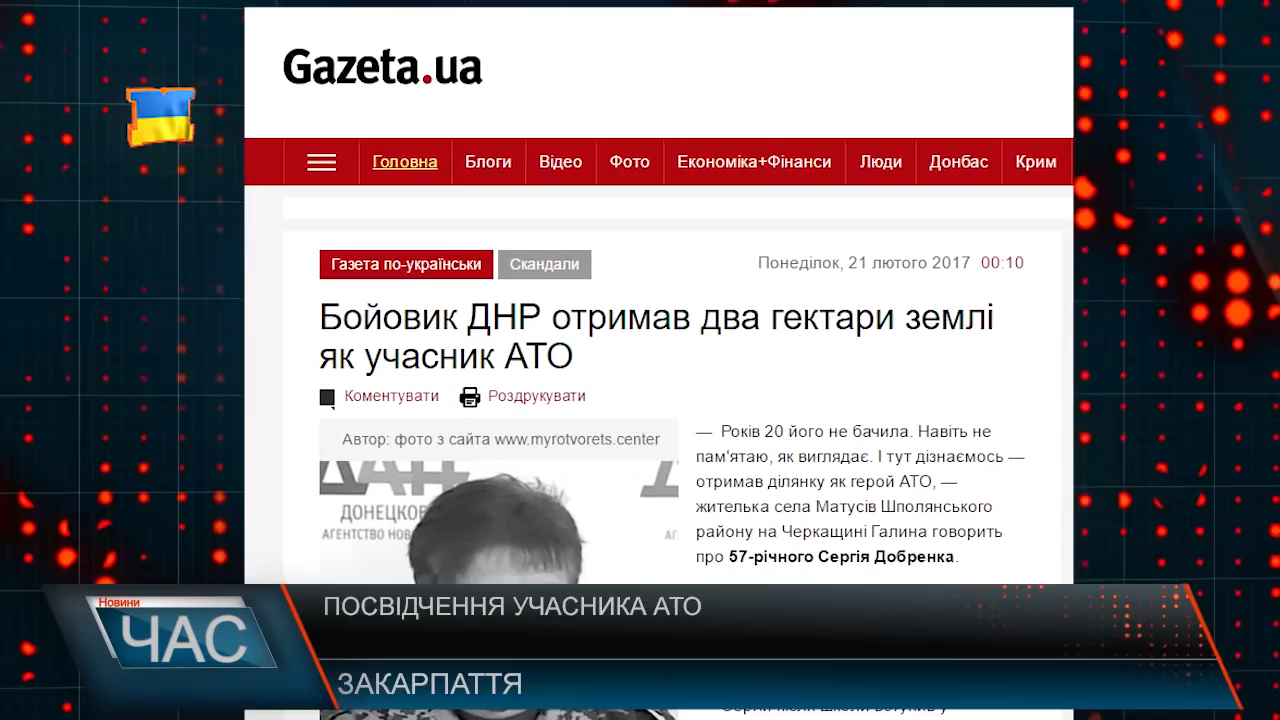 Gazeta.ua
Головна Блоги Відео Фото Економіка+Фінанси Люди Донбас Крим
Газета по-українськи Скандали
Понеділок, 21 лютого 2017 00:10
Бойовик ДНР отримав два гектари землі
як учасник АТО
Коментувати Роздрукувати
Автор: фото з сайта www.myrotvorets.center
ДАН
ДОНЕЦКО
АГЕНТСТВО НОВ
— Років 20 його не бачила. Навіть не
пам'ятаю, як виглядає. І тут дізнаємось —
отримав ділянку як герой АТО, —
жителька села Матусів Шполянського
району на Черкащині Галина говорить
про 57-річного Сергія Добренка.
Новини
ЧАС
ПОСВІДЧЕННЯ УЧАСНИКА АТО
ЗАКАРПАТТЯ